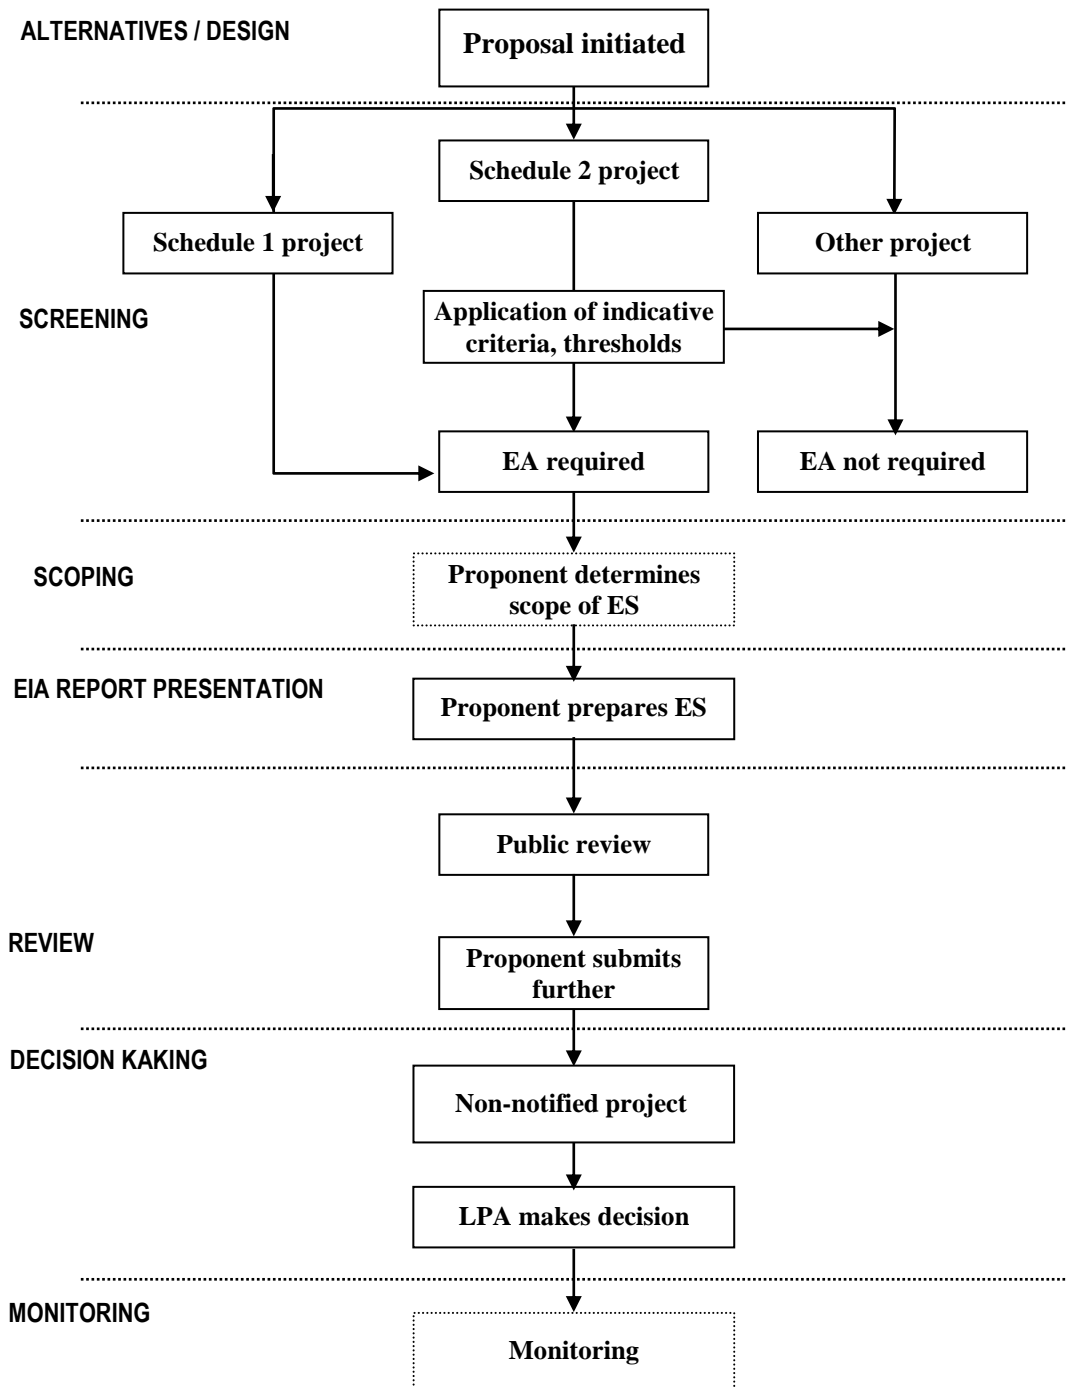 ALTERNATIVES / DESIGN
Proposal initiated
Schedule 2 project
Schedule 1 project
Other project
SCREENING
Application of indicative
criteria, thresholds
EA required
EA not required
SCOPING
Proponent determines
scope of ES
EIA REPORT PRESENTATION
Proponent prepares ES
Public review
REVIEW
Proponent submits
further
DECISION KAKING
Non-notified project
LPA makes decision
MONITORING
Monitoring